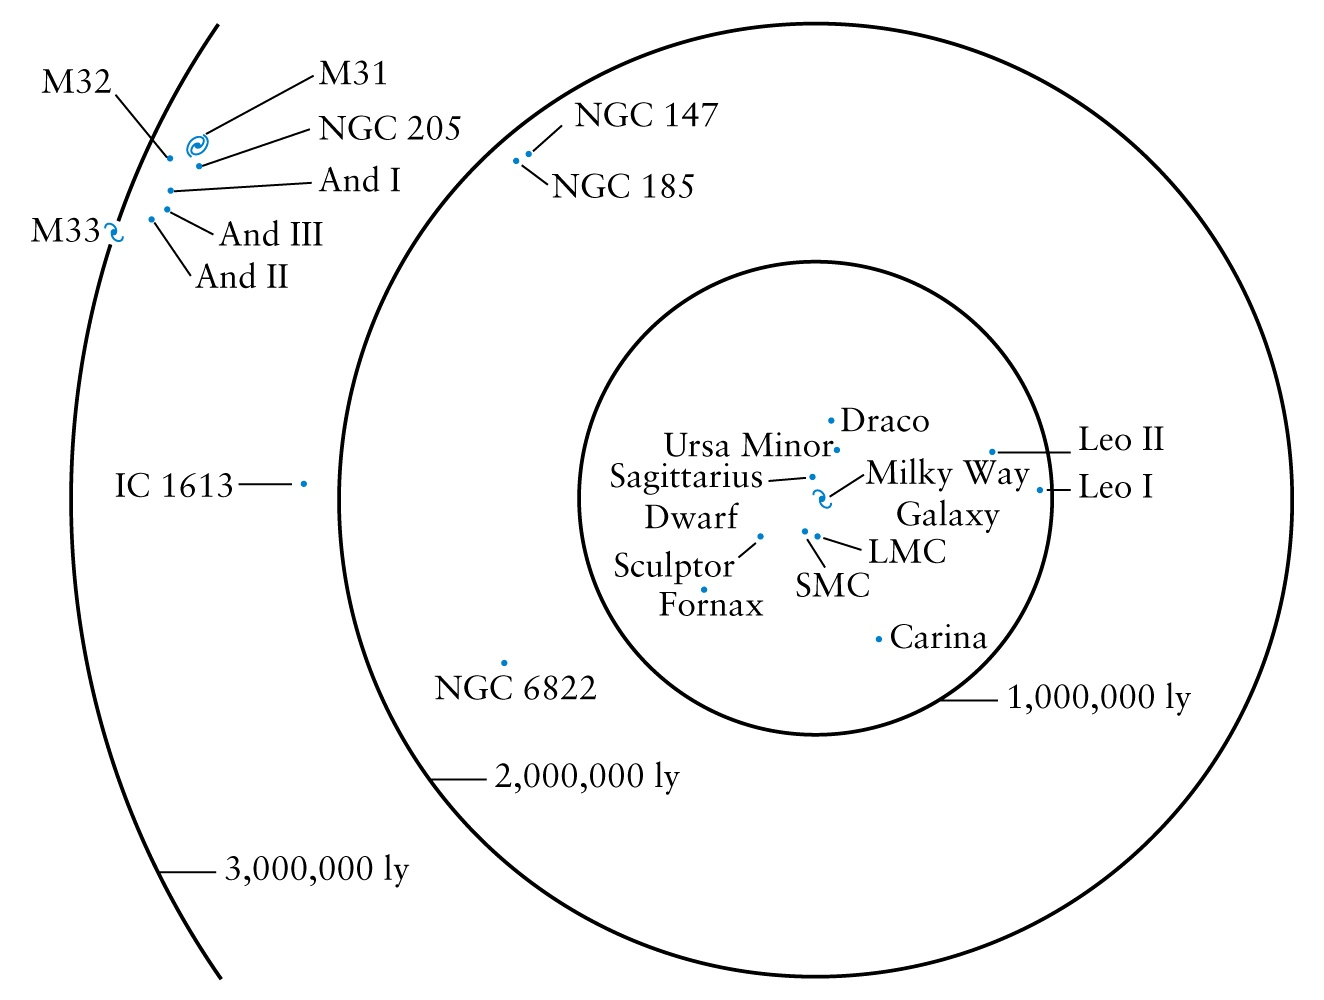 M32
M31
NGC 205
And I
M33
And III
And II
NGC 147
NGC 185
IC 1613
Draco
Ursa Minor
Sagittarius
Dwarf
Milky Way
Galaxy
Leo II
Leo I
Sculptor
Fornax
SMC
LMC
Carina
NGC 6822
1,000,000 ly
2,000,000 ly
3,000,000 ly